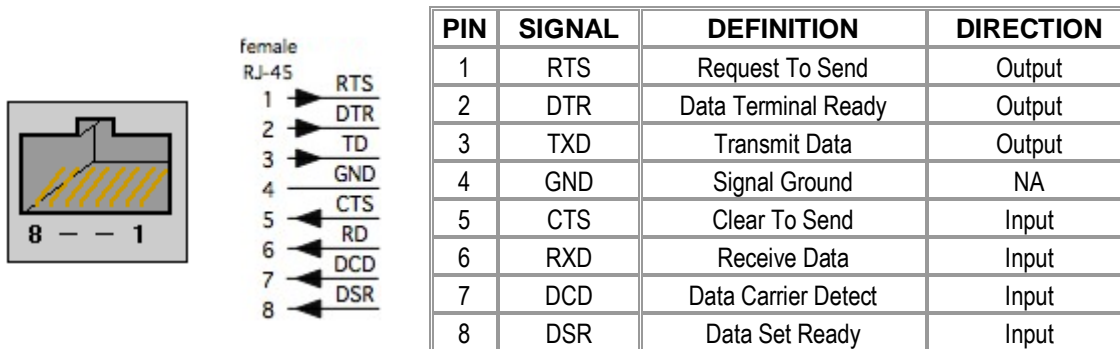 8 – – 1
female
RJ-45
1 RTS
2 DTR
3 TD
4 GND
5 CTS
6 RD
7 DCD
8 DSR
PIN SIGNAL DEFINITION DIRECTION
1 RTS Request To Send Output
2 DTR Data Terminal Ready Output
3 TXD Transmit Data Output
4 GND Signal Ground NA
5 CTS Clear To Send Input
6 RXD Receive Data Input
7 DCD Data Carrier Detect Input
8 DSR Data Set Ready Input